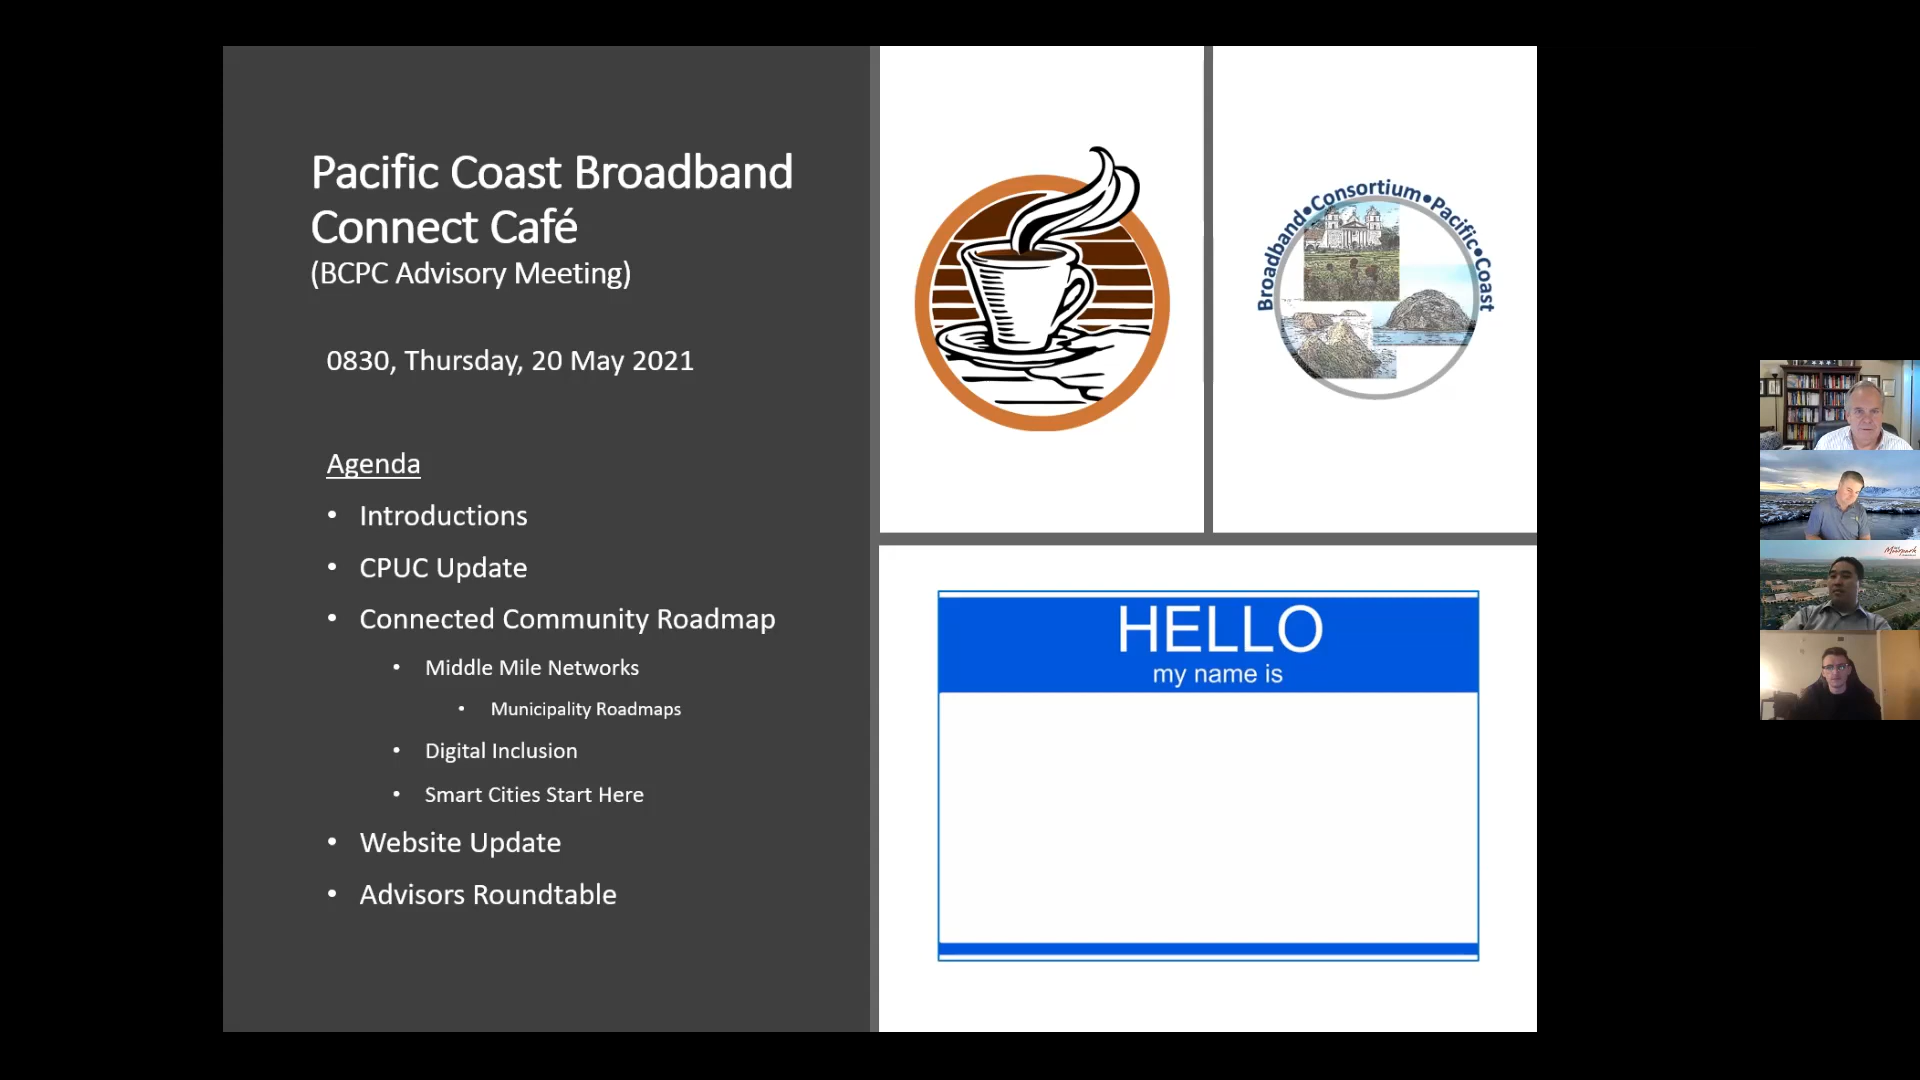 Pacific Coast Broadband
Connect Café
(BCPC Advisory Meeting)
0830, Thursday, 20 May 2021
Agenda
• Introductions
• CPUC Update
• Connected Community Roadmap
• Middle Mile Networks
• Municipality Roadmaps
• Digital Inclusion
• Smart Cities Start Here
• Website Update
• Advisors Roundtable
Broadband•Consortium•Pacific•Coast
HELLO
my name is
Moorpark